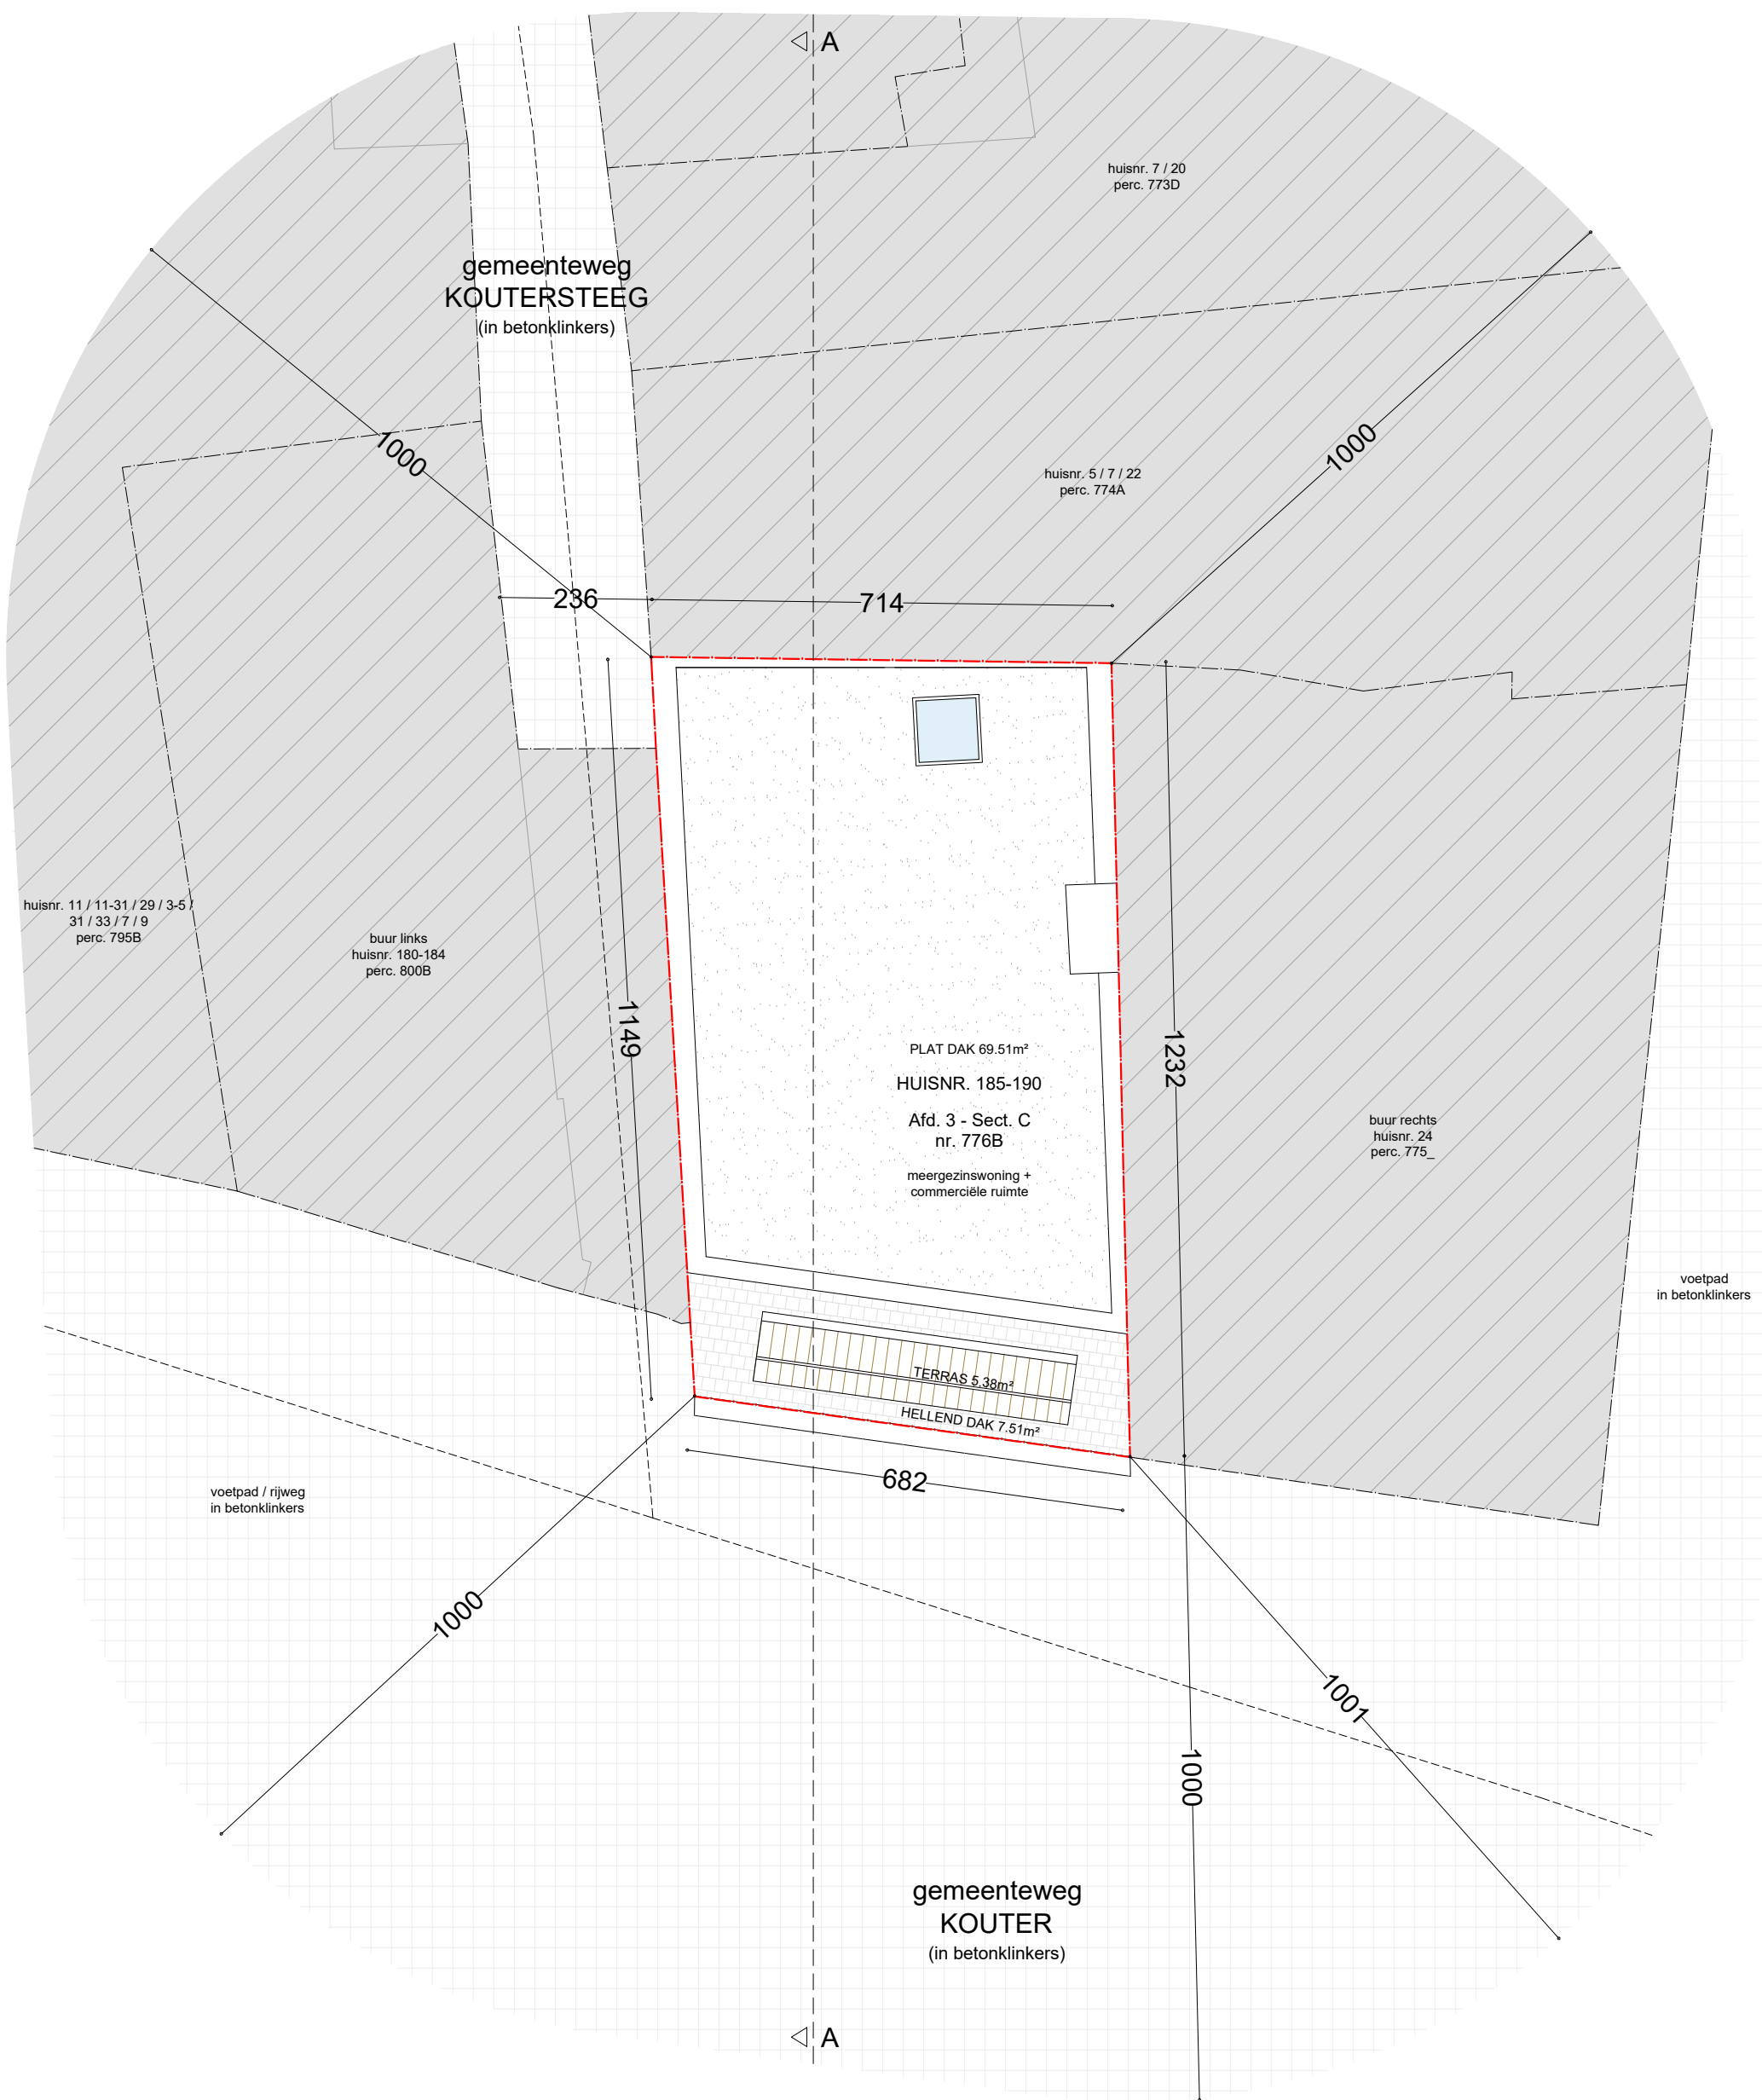 A
huisnr. 7 / 20
perc. 773D
gemeenteweg
KOUTERSTEEG
(in betonklinkers)
1000
1000
huisnr. 5 / 7 / 22
perc. 774A
236
714
huisnr. 11 / 11-31 / 29 / 3-5 /
31 / 33 / 7 / 9
perc. 795B
buur links
huisnr. 180-184
perc. 800B
1149
PLAT DAK 69.51m²
HUISNR. 185-190
Afd. 3 - Sect. C
nr. 776B
meergezinswoning +
commerciële ruimte
1232
buur rechts
huisnr. 24
perc. 775_
voetpad
in betonklinkers
TERRAS 5.38m²
HELLEND DAK 7.51m²
682
voetpad / rijweg
in betonklinkers
1000
1001
1000
gemeenteweg
KOUTER
(in betonklinkers)
A